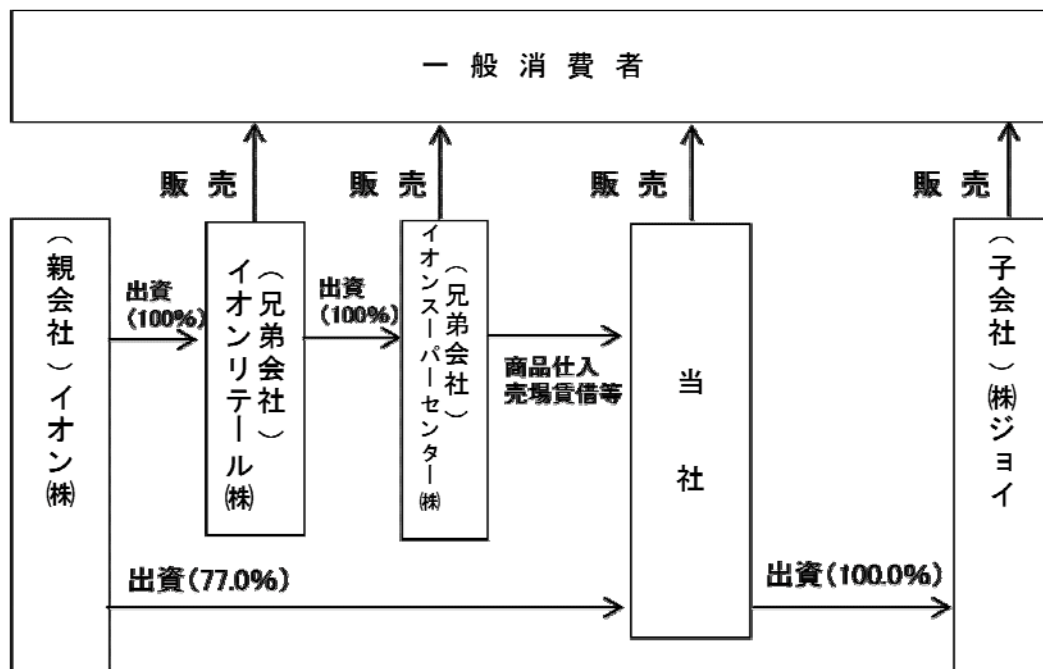 一般消費者
販売
販売
販売
販売
（親会社）イオン㈱
出資
（100%）
（兄弟会社）
イオンリテール㈱
出資
（100%）
（兄弟会社）
イオンスーパーセンター㈱
商品仕入
売場賃借等
当社
（子会社）㈱ジョイ
出資（77.0%）
出資（100.0%）